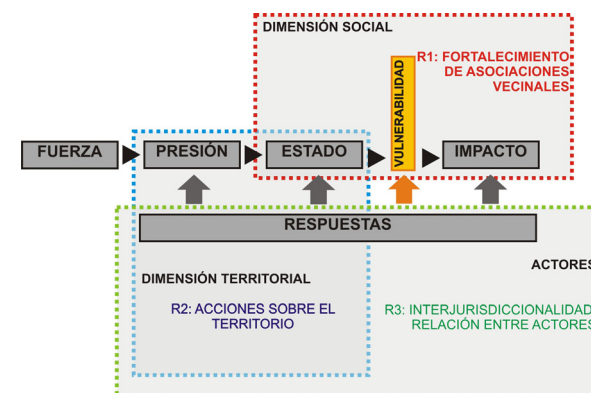 DIMENSIÓN SOCIAL
R1: FORTALECIMIENTO
DE ASOCIACIONES
VECINALES
VULNERABILIDAD
FUERZA
PRESIÓN
ESTADO
IMPACTO
RESPUESTAS
ACTORES
DIMENSIÓN TERRITORIAL
R2: ACCIONES SOBRE EL
TERRITORIO
R3: INTERJURISDICCIONALIDAD
RELACIÓN ENTRE ACTORES